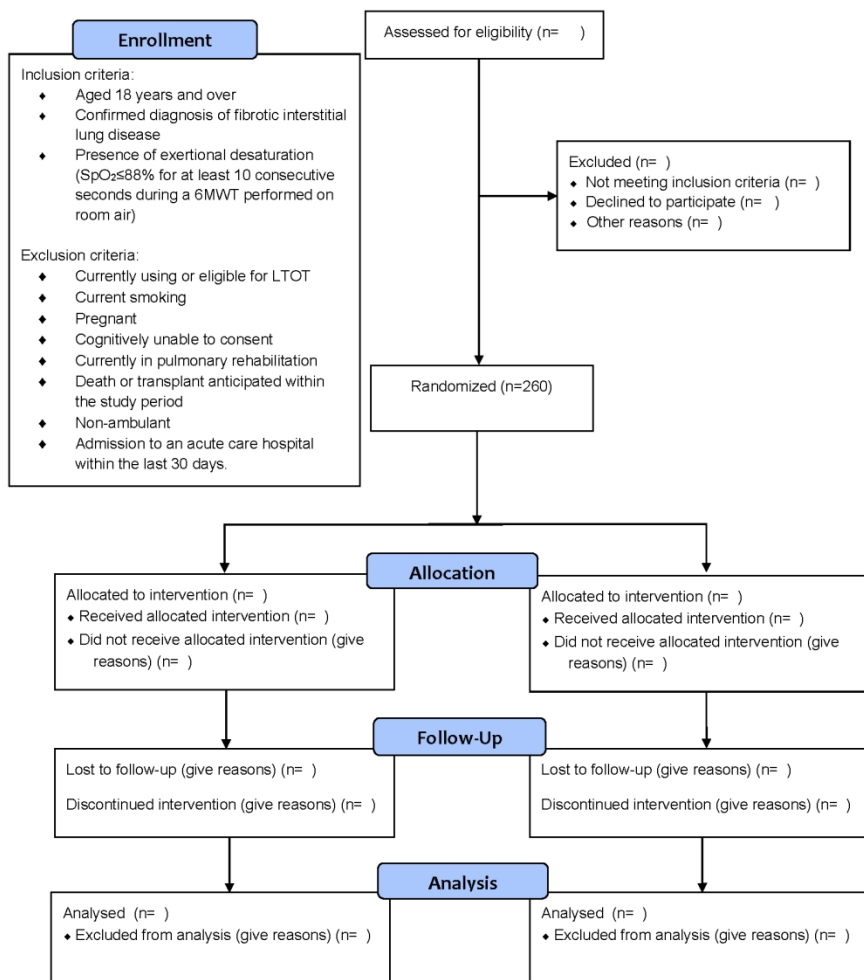 Enrollment
Inclusion criteria:
♦ Aged 18 years and over
♦ Confirmed diagnosis of fibrotic interstitial
lung disease
♦ Presence of exertional desaturation
(SpO₂≤88% for at least 10 consecutive
seconds during a 6MWT performed on
room air)
Exclusion criteria:
♦ Currently using or eligible for LTOT
♦ Current smoking
♦ Pregnant
♦ Cognitively unable to consent
♦ Currently in pulmonary rehabilitation
♦ Death or transplant anticipated within
the study period
♦ Non-ambulant
♦ Admission to an acute care hospital
within the last 30 days.
Assessed for eligibility (n= )
Excluded (n= )
♦ Not meeting inclusion criteria (n= )
♦ Declined to participate (n= )
♦ Other reasons (n= )
Randomized (n=260)
Allocation
Allocated to intervention (n= )
♦ Received allocated intervention (n= )
♦ Did not receive allocated intervention (give
reasons) (n= )
Allocated to intervention (n= )
♦ Received allocated intervention (n= )
♦ Did not receive allocated intervention (give
reasons) (n= )
Follow-Up
Lost to follow-up (give reasons) (n= )
Discontinued intervention (give reasons) (n= )
Lost to follow-up (give reasons) (n= )
Discontinued intervention (give reasons) (n= )
Analysis
Analysed (n= )
♦ Excluded from analysis (give reasons) (n= )
Analysed (n= )
♦ Excluded from analysis (give reasons) (n= )